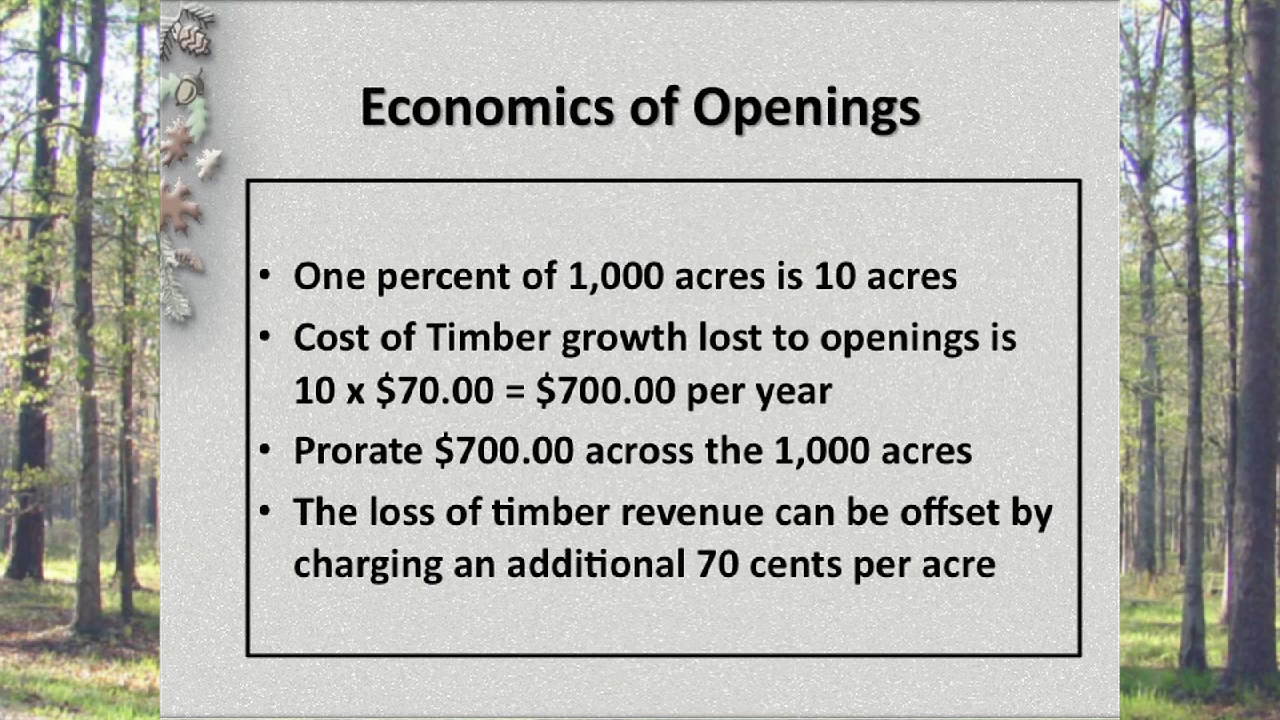 Economics of Openings
• One percent of 1,000 acres is 10 acres
• Cost of Timber growth lost to openings is
10 x $70.00 = $700.00 per year
• Prorate $700.00 across the 1,000 acres
• The loss of timber revenue can be offset by
charging an additional 70 cents per acre